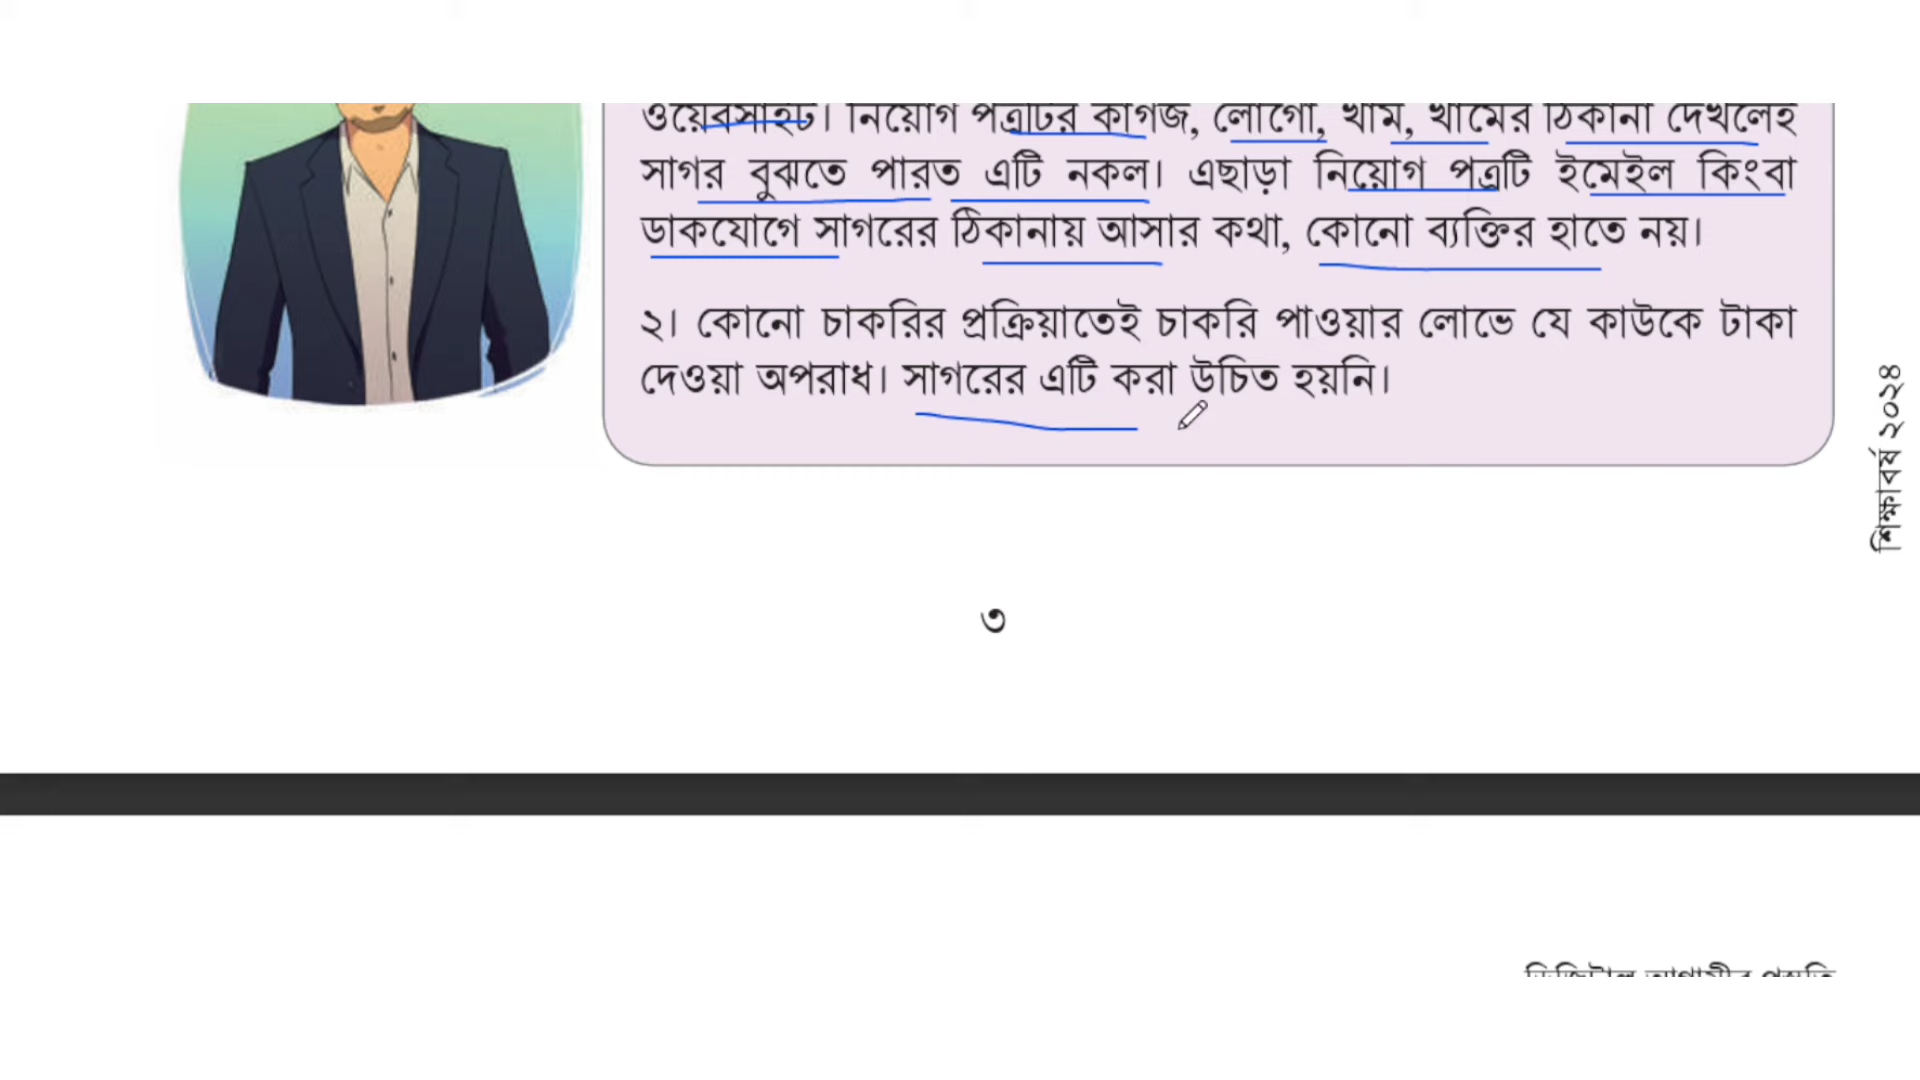 ওয়েবসাইট। নিয়োগ পত্রটির কাগজ, লোগো, খাম, খামের ঠিকানা দেখলেই
সাগর বুঝতে পারত এটি নকল। এছাড়া নিয়োগ পত্রটি ইমেইল কিংবা
ডাকযোগে সাগরের ঠিকানায় আসার কথা, কোনো ব্যক্তির হাতে নয়।
২। কোনো চাকরির প্রক্রিয়াতেই চাকরি পাওয়ার লোভে যে কাউকে টাকা
দেওয়া অপরাধ। সাগরের এটি করা উচিত হয়নি।
শিক্ষাবর্ষ ২০২৪
৩